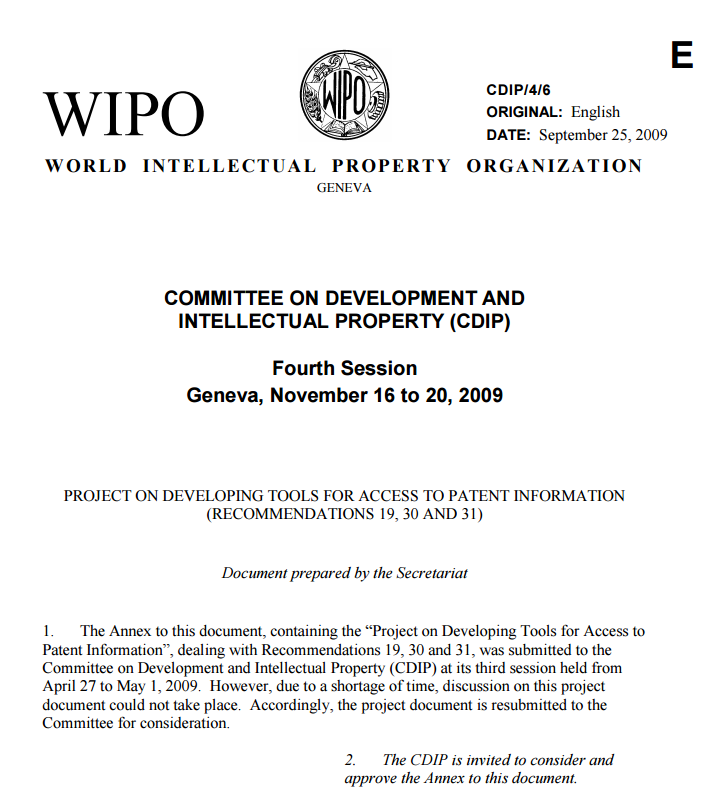 E
WIPO
WIPO
CDIP/4/6
ORIGINAL: English
DATE: September 25, 2009
WORLD INTELLECTUAL PROPERTY ORGANIZATION
GENEVA
COMMITTEE ON DEVELOPMENT AND
INTELLECTUAL PROPERTY (CDIP)
Fourth Session
Geneva, November 16 to 20, 2009
PROJECT ON DEVELOPING TOOLS FOR ACCESS TO PATENT INFORMATION
(RECOMMENDATIONS 19, 30 AND 31)
Document prepared by the Secretariat
1. The Annex to this document, containing the “Project on Developing Tools for Access to
Patent Information”, dealing with Recommendations 19, 30 and 31, was submitted to the
Committee on Development and Intellectual Property (CDIP) at its third session held from
April 27 to May 1, 2009. However, due to a shortage of time, discussion on this project
document could not take place. Accordingly, the project document is resubmitted to the
Committee for consideration.
2. The CDIP is invited to consider and
approve the Annex to this document.